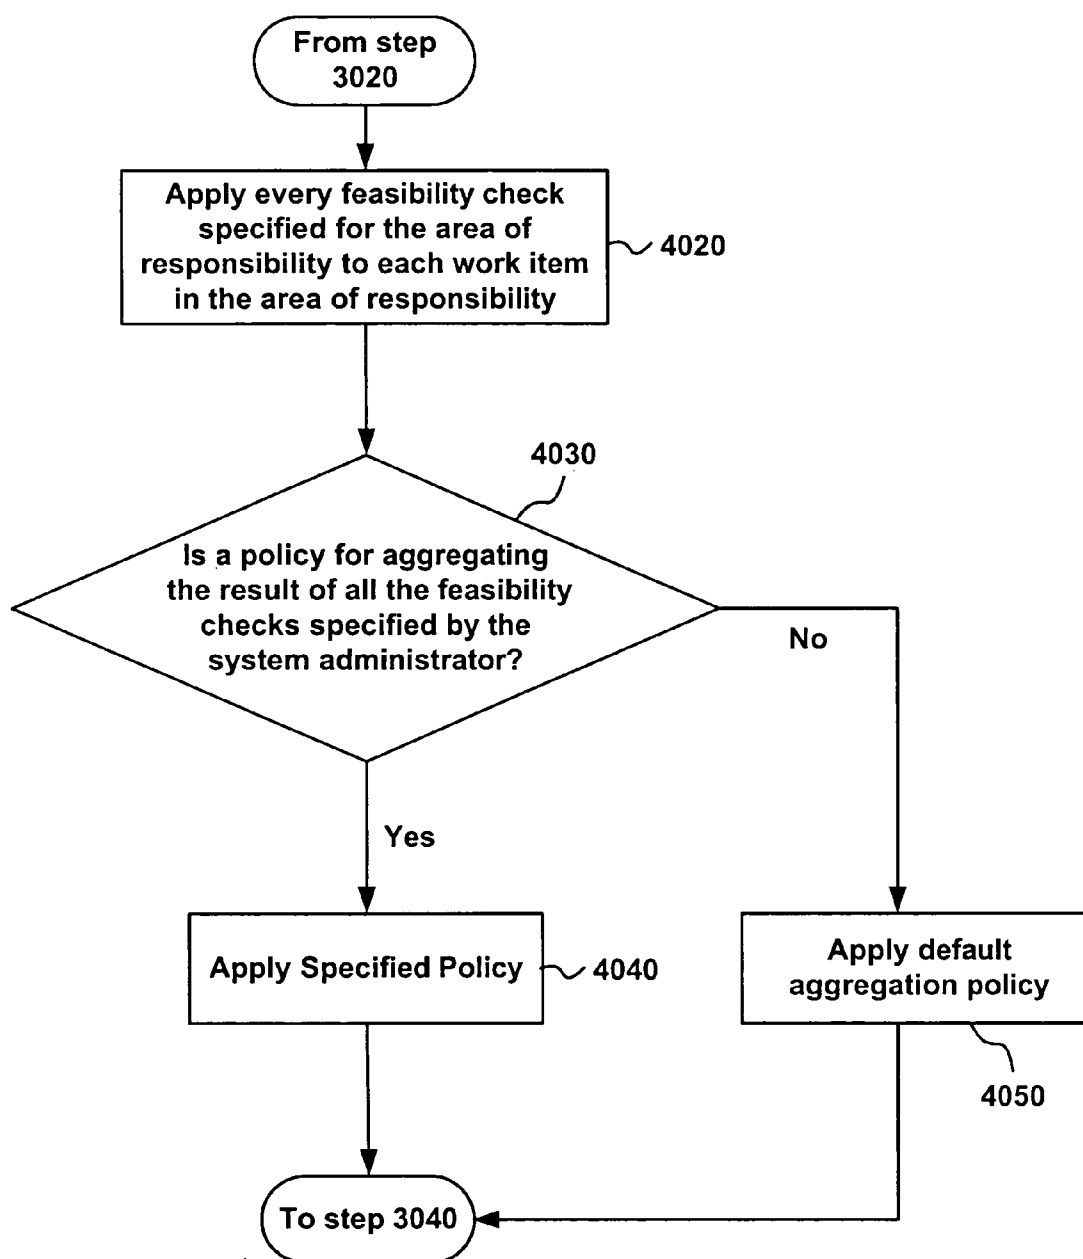 From step
3020
Apply every feasibility check
specified for the area of
responsibility to each work item
in the area of responsibility
4020
4030
Is a policy for aggregating
the result of all the feasibility
checks specified by the
system administrator?
No
Yes
Apply Specified Policy
4040
Apply default
aggregation policy
4050
To step 3040